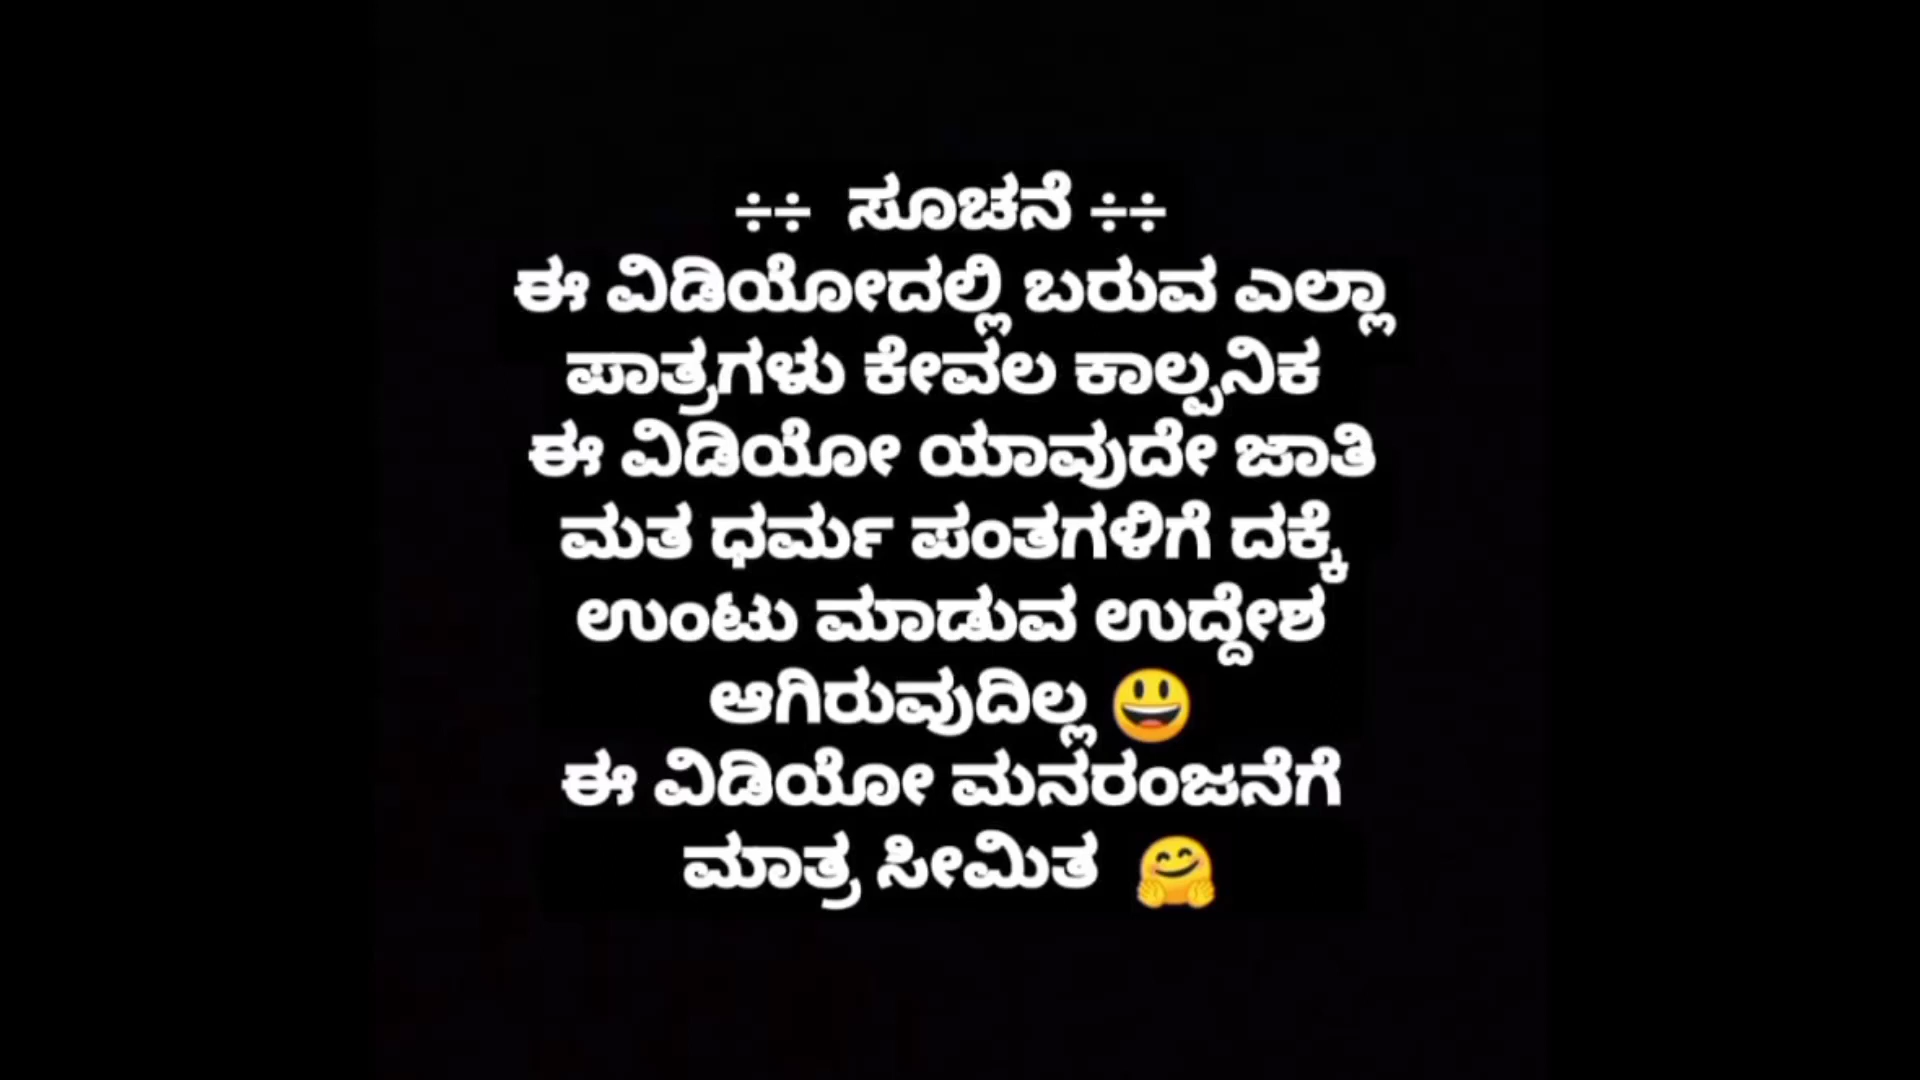 ÷÷ ಸೂಚನೆ ÷÷
ಈ ವಿಡಿಯೋದಲ್ಲಿ ಬರುವ ಎಲ್ಲಾ
ಪಾತ್ರಗಳು ಕೇವಲ ಕಾಲ್ಪನಿಕ
ಈ ವಿಡಿಯೋ ಯಾವುದೇ ಜಾತಿ
ಮತ ಧರ್ಮ ಪಂತಗಳಿಗೆ ದಕ್ಕೆ
ಉಂಟು ಮಾಡುವ ಉದ್ದೇಶ
ಆಗಿರುವುದಿಲ್ಲ 😃
ಈ ವಿಡಿಯೋ ಮನರಂಜನೆಗೆ
ಮಾತ್ರ ಸೀಮಿತ 🤗